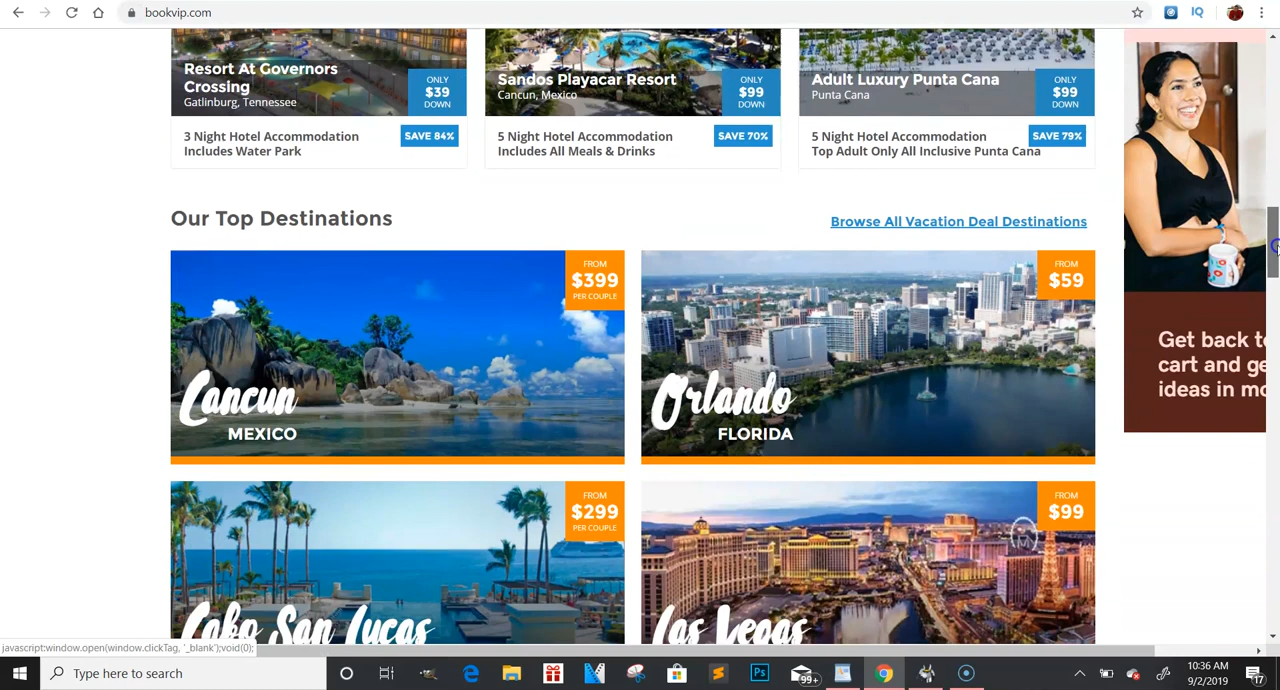 bookvip.com
IQ
Resort At Governors
Crossing
Gatlinburg, Tennessee
ONLY
$39
DOWN
Sandos Playacar Resort
Cancun, Mexico
ONLY
$99
DOWN
Adult Luxury Punta Cana
Punta Cana
ONLY
$99
DOWN
3 Night Hotel Accommodation
Includes Water Park
SAVE 84%
5 Night Hotel Accommodation
Includes All Meals & Drinks
SAVE 70%
5 Night Hotel Accommodation
Top Adult Only All Inclusive Punta Cana
SAVE 79%
Our Top Destinations
Browse All Vacation Deal Destinations
FROM
$399
PER COUPLE
Cancun
MEXICO
FROM
$59
Orlando
FLORIDA
Get back to
cart and ge
ideas in mo
FROM
$299
PER COUPLE
Cabo San Lucas
FROM
$99
Las Vegas
javascript:window.open(window.clickTag, '_blank');void(0);
Type here to search
Ps
99+
10:36 AM
9/2/2019
17